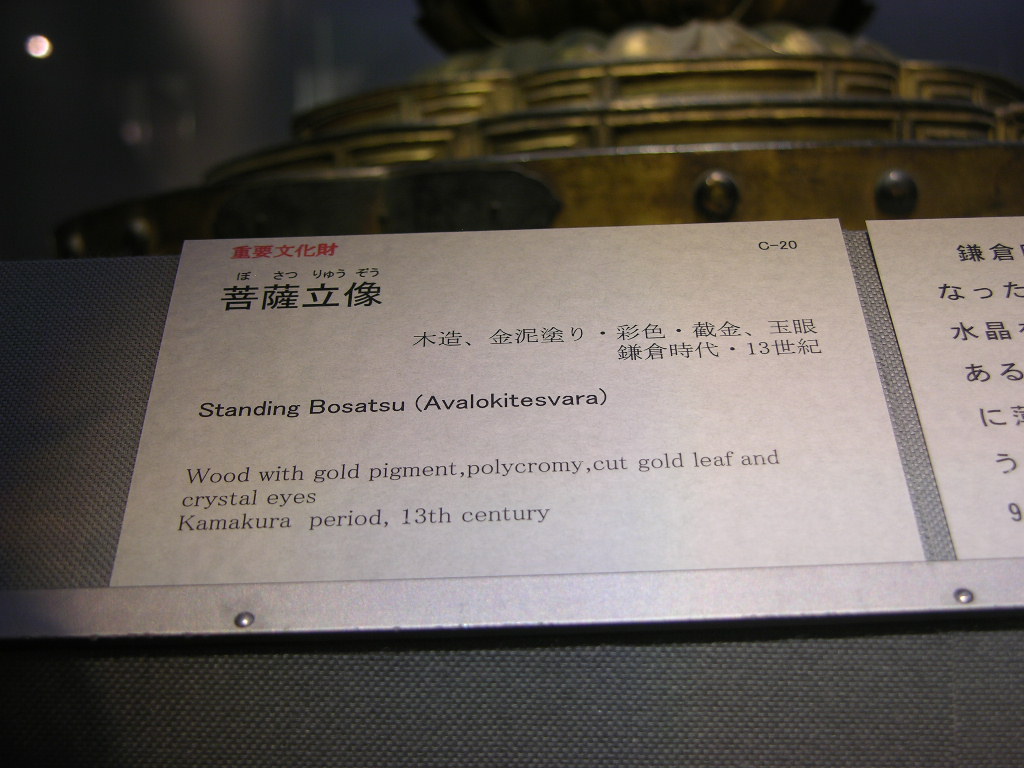 重要文化財
C-20
ぼ さつ りゅう ぞう
菩薩立像
木造、金泥塗り・彩色・截金、玉眼
鎌倉時代・13世紀
Standing Bosatsu (Avalokitesvara)
Wood with gold pigment,polycromy,cut gold leaf and
crystal eyes
Kamakura period, 13th century
鎌倉
なった
水晶
ある
に
う
9